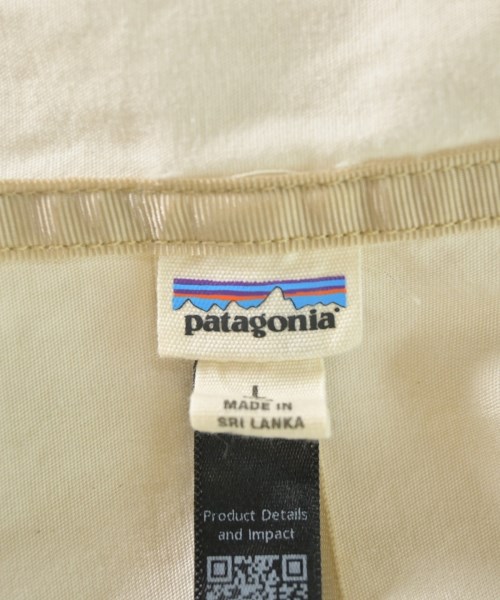 patagonia
L
MADE IN
SRI LANKA
Product Details
and Impact